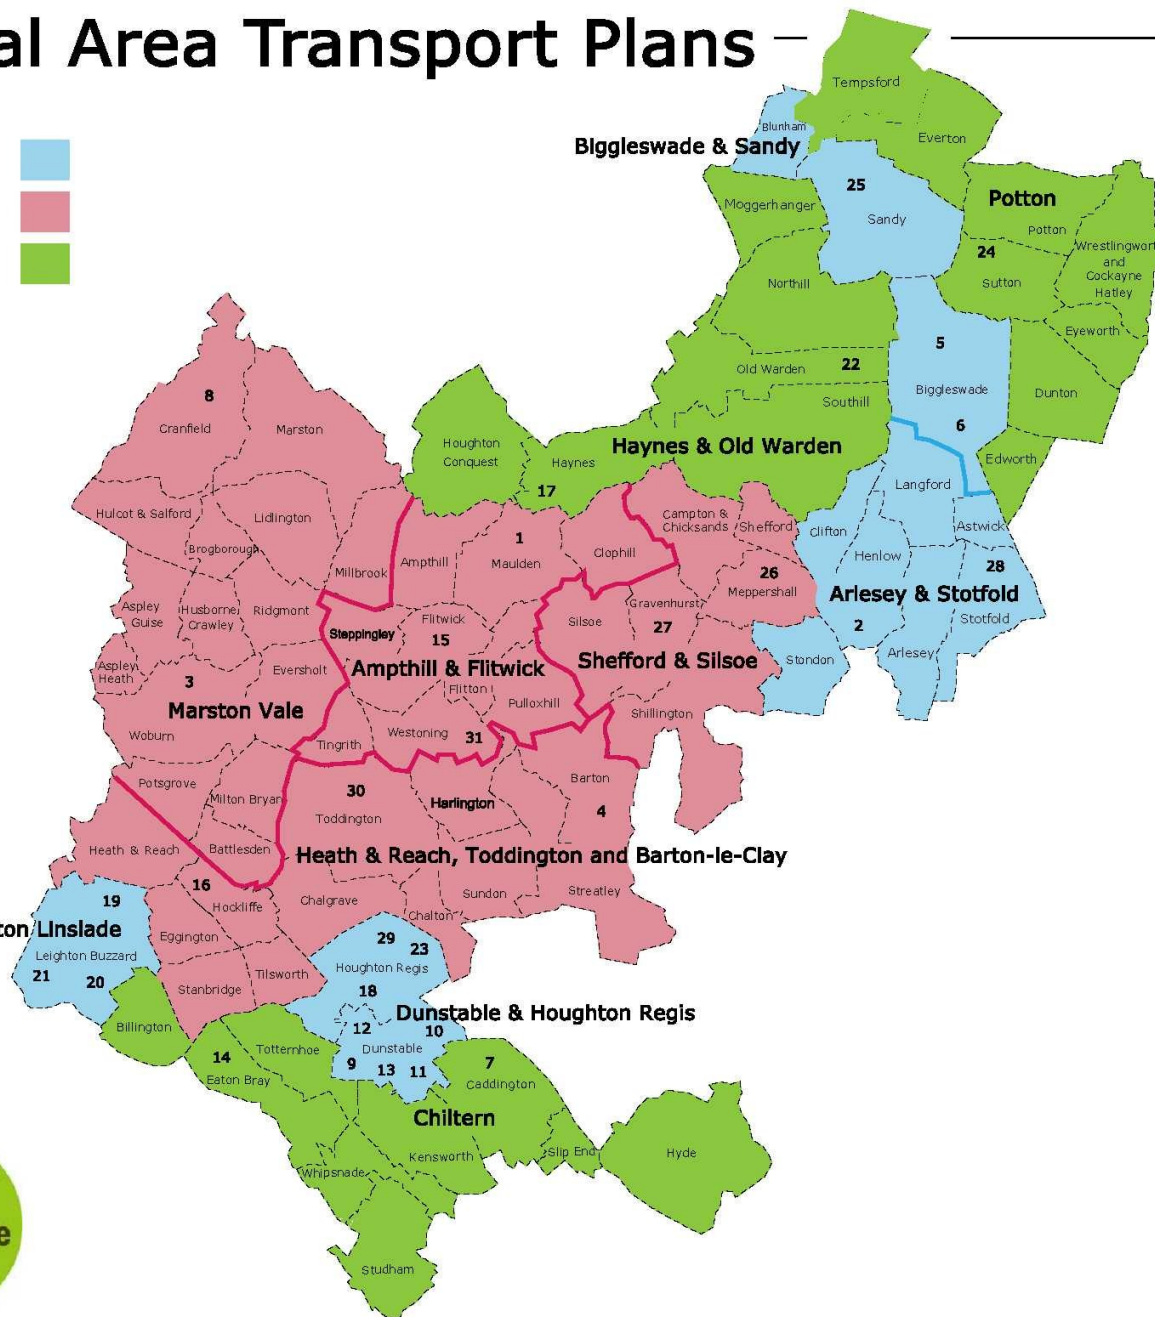 al Area Transport Plans
Tempsford
Blunham
Everton
Biggleswade & Sandy
25
Sandy
Moggerhanger
Potton
Potton
24
Sutton
Wrestlingwort
and
Cockayne
Hatley
Northill
Eyeworth
5
Biggleswade
6
Old Warden
22
Dunton
Southill
8
Cranfield
Marston
Houghton
Conquest
Haynes
Haynes & Old Warden
17
Edworth
Langford
Hulcot & Salford
Lidlington
Campton &
Chicksands
Shefford
Clifton
Astwick
Brogborough
1
Maulden
Clophill
Henlow
28
Millbrook
Ampthill
26
Meppershall
Arlesey & Stotfold
Aspley
Guise
Husborne
Crawley
Ridgmont
Steppingley
Flitwick
15
Silsoe
Gravenhurst
27
2
Stotfold
Aspley
Heath
Eversholt
Ampthill & Flitwick
Shefford & Silsoe
Stondon
Arlesey
3
Marston Vale
Flitton
Pulloxhill
Shillington
Woburn
Tingrith
Westoning
31
Potsgrove
Milton Bryan
30
Toddington
Harlington
Barton
4
Heath & Reach
Battlesden
Heath & Reach, Toddington and Barton-le-Clay
16
Hockliffe
Chalgrave
Sundon
Streatley
19
Chalton
ton Linslade
Eggington
29
23
Leighton Buzzard
Houghton Regis
21
20
Stanbridge
Tilsworth
18
Dunstable & Houghton Regis
Billington
12
10
14
Totternhoe
Dunstable
Eaton Bray
9
13
11
7
Caddington
Chiltern
Kensworth
Slip End
Hyde
Whipsnade
e
Studham